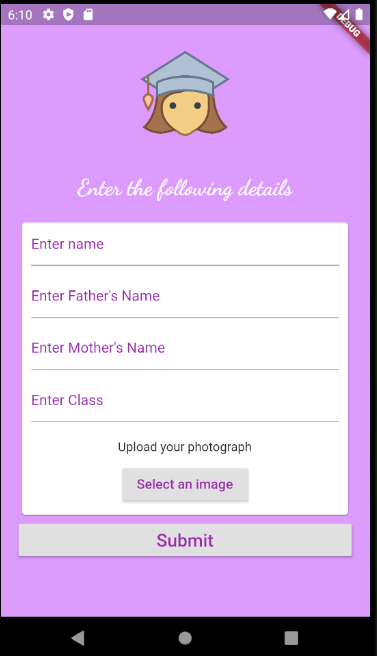 6:10
DEBUG
Enter the following details
Enter name
Enter Father's Name
Enter Mother's Name
Enter Class
Upload your photograph
Select an image
Submit